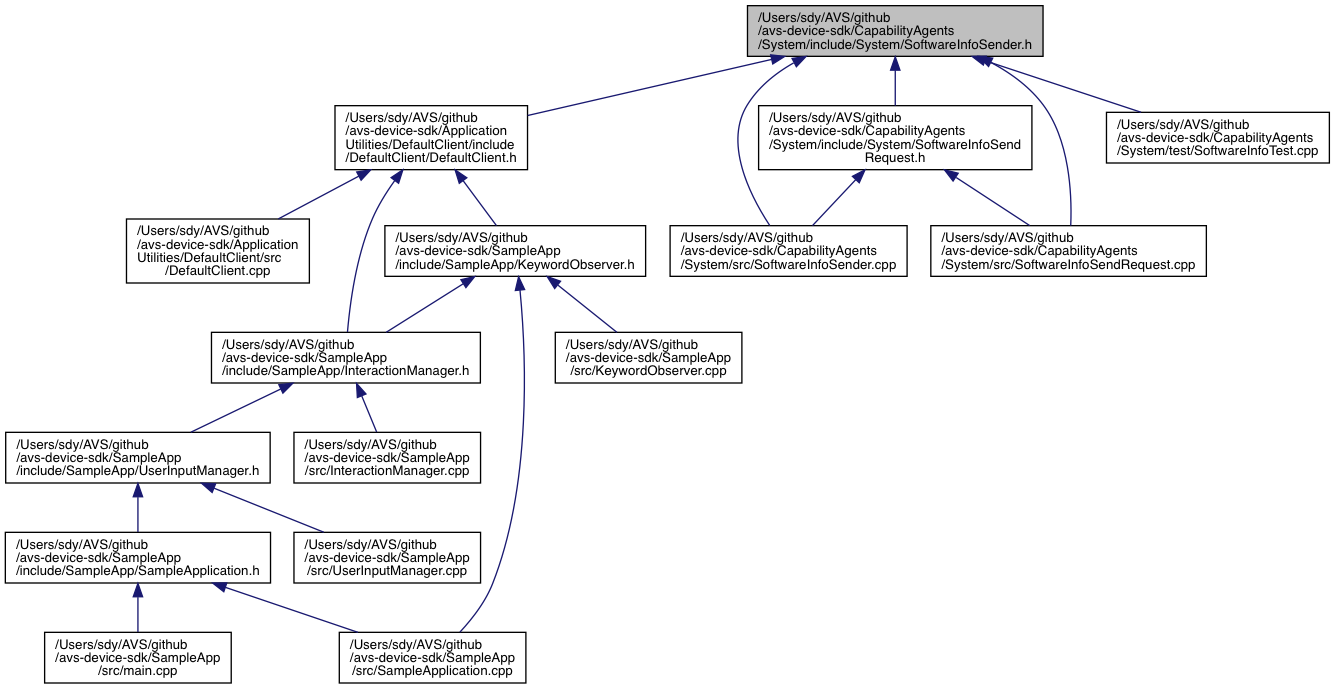 /Users/sdy/AVS/github
/avs-device-sdk/CapabilityAgents
/System/include/System/SoftwareInfoSender.h
/Users/sdy/AVS/github
/avs-device-sdk/Application
Utilities/DefaultClient/include
/DefaultClient/DefaultClient.h
/Users/sdy/AVS/github
/avs-device-sdk/CapabilityAgents
/System/include/System/SoftwareInfoSend
Request.h
/Users/sdy/AVS/github
/avs-device-sdk/CapabilityAgents
/System/test/SoftwareInfoTest.cpp
/Users/sdy/AVS/github
/avs-device-sdk/Application
Utilities/DefaultClient/src
/DefaultClient.cpp
/Users/sdy/AVS/github
/avs-device-sdk/SampleApp
/include/SampleApp/KeywordObserver.h
/Users/sdy/AVS/github
/avs-device-sdk/CapabilityAgents
/System/src/SoftwareInfoSender.cpp
/Users/sdy/AVS/github
/avs-device-sdk/CapabilityAgents
/System/src/SoftwareInfoSendRequest.cpp
/Users/sdy/AVS/github
/avs-device-sdk/SampleApp
/include/SampleApp/InteractionManager.h
/Users/sdy/AVS/github
/avs-device-sdk/SampleApp
/src/KeywordObserver.cpp
/Users/sdy/AVS/github
/avs-device-sdk/SampleApp
/include/SampleApp/UserInputManager.h
/Users/sdy/AVS/github
/avs-device-sdk/SampleApp
/src/InteractionManager.cpp
/Users/sdy/AVS/github
/avs-device-sdk/SampleApp
/include/SampleApp/SampleApplication.h
/Users/sdy/AVS/github
/avs-device-sdk/SampleApp
/src/UserInputManager.cpp
/Users/sdy/AVS/github
/avs-device-sdk/SampleApp
/src/main.cpp
/Users/sdy/AVS/github
/avs-device-sdk/SampleApp
/src/SampleApplication.cpp